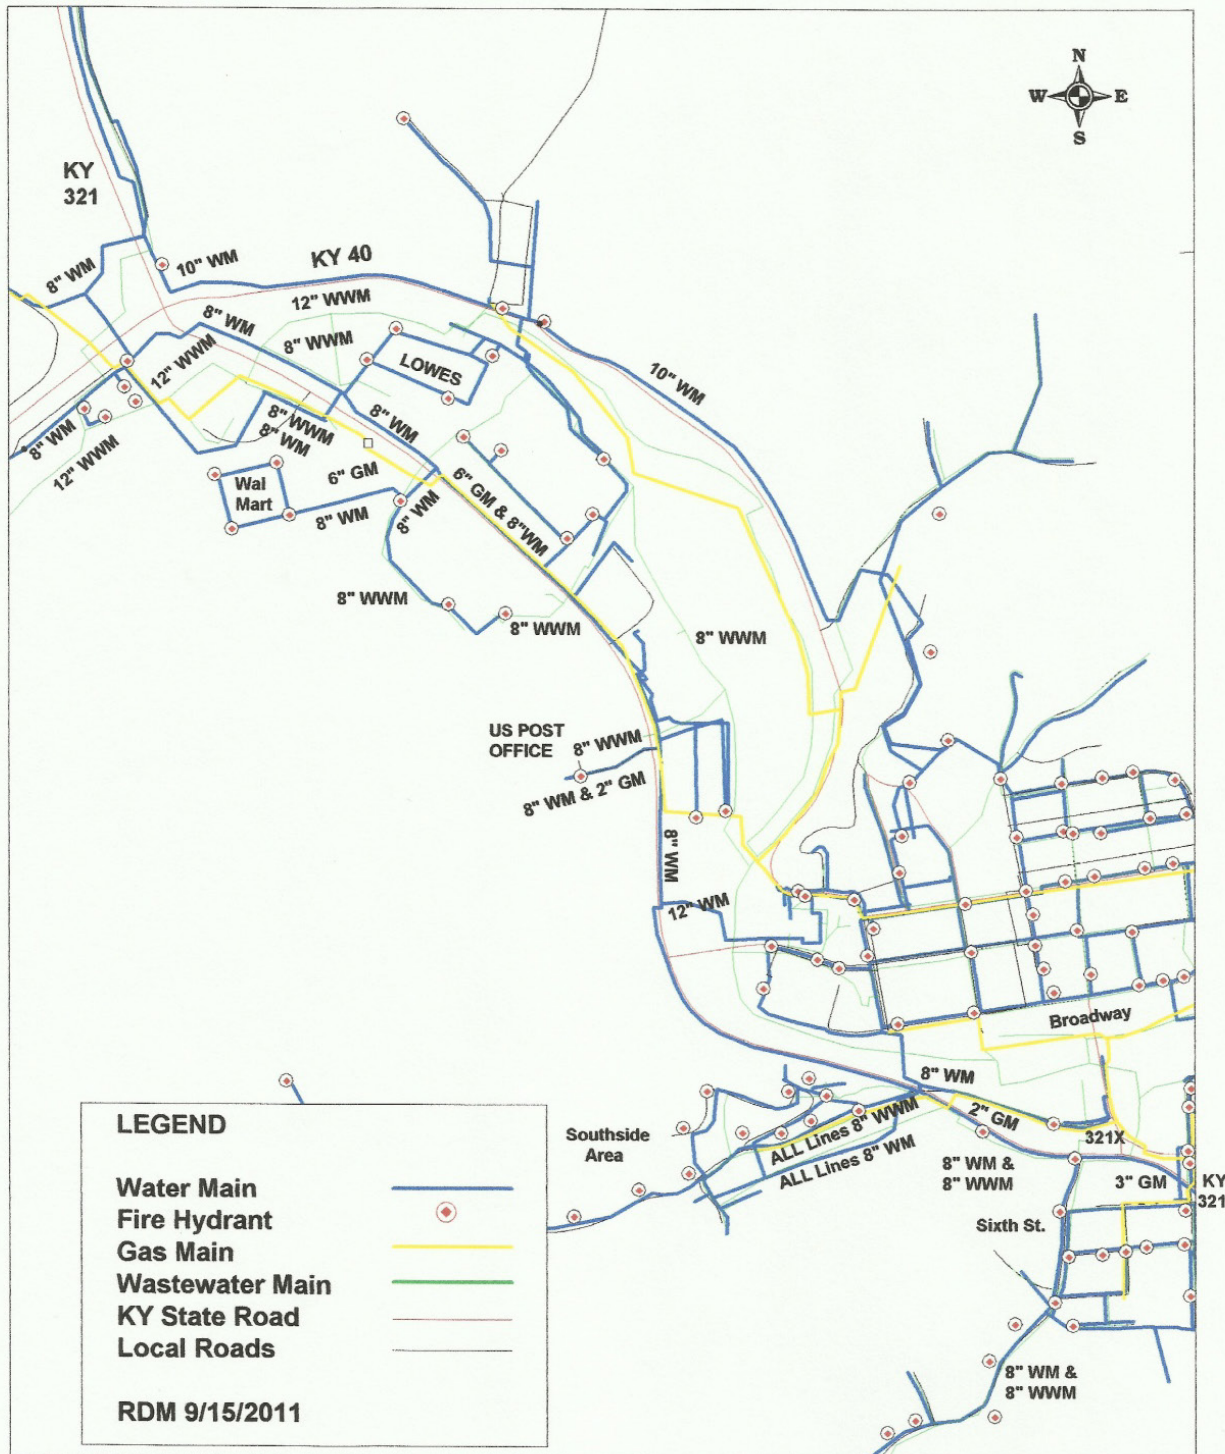 N
W E
S
KY
321
8" WM
10" WM
KY 40
12" WWM
8" WM
8" WWM
12" WWM
LOWES
10" WM
8" WM
8" WWM
8" WM
8" WM
12" WWM
6" GM
Wal
Mart
8" WM
8" WM
6" GM & 8"WM
8" WWM
8" WWM
8" WWM
US POST
OFFICE
8" WWM
8" WM & 2" GM
8" WM
12" WM
Broadway
8" WM
2" GM
321X
Southside
Area
ALL Lines 8" WWM
ALL Lines 8" WM
8" WM &
8" WWM
3" GM
KY
321
Sixth St.
8" WM &
8" WWM
LEGEND
Water Main
Fire Hydrant
Gas Main
Wastewater Main
KY State Road
Local Roads
RDM 9/15/2011